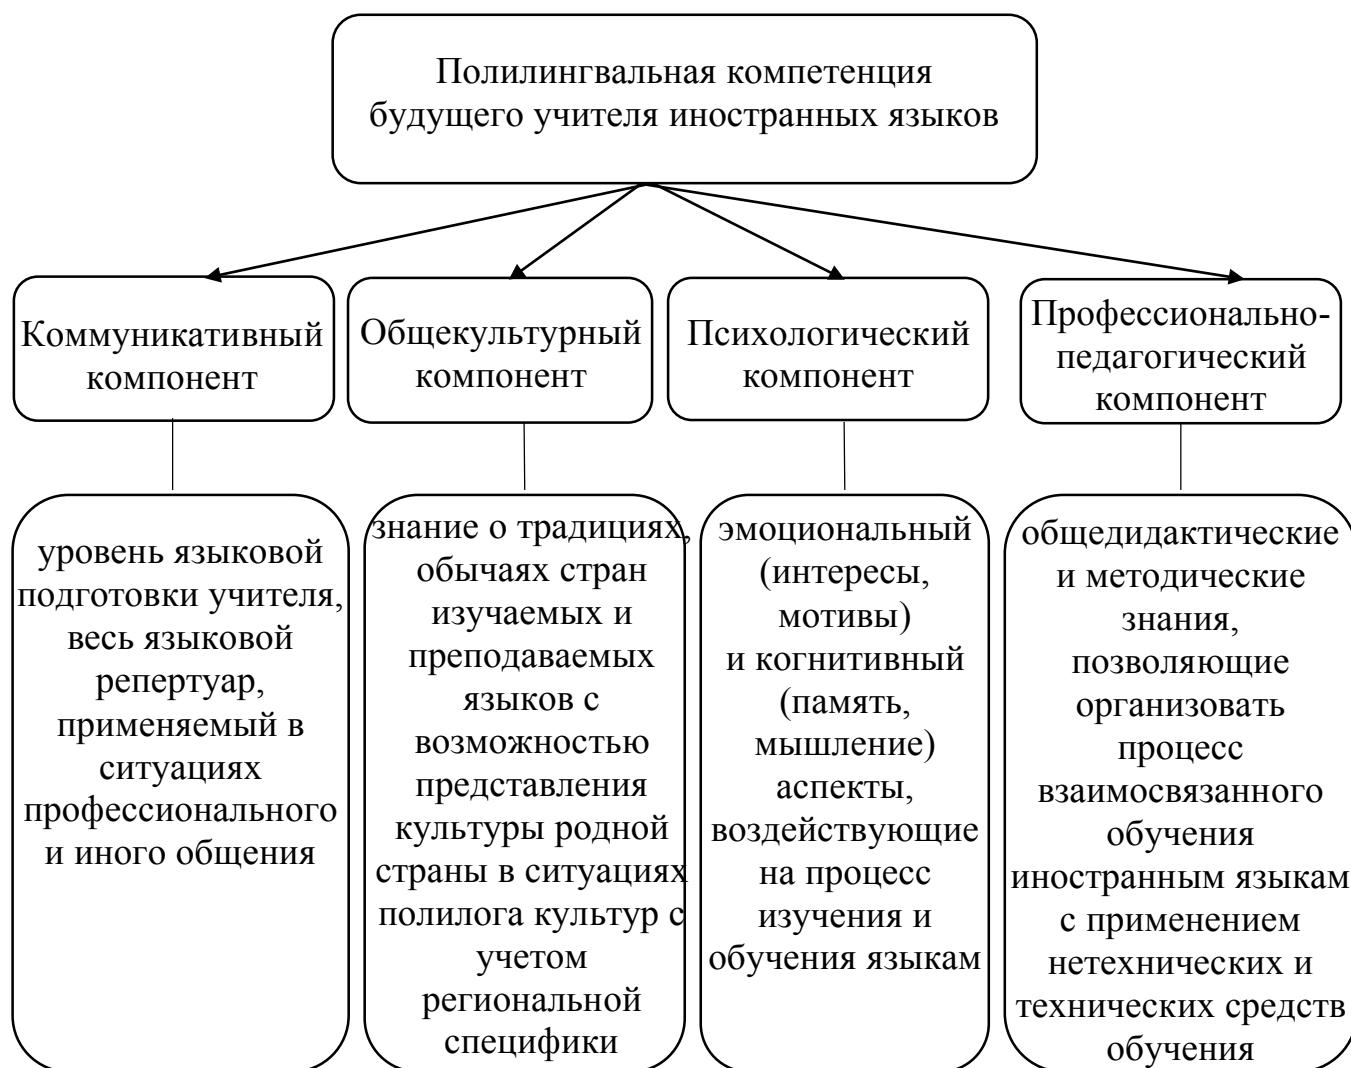 Полилингвальная компетенция
будущего учителя иностранных языков
Коммуникативный
компонент
Общекультурный
компонент
Психологический
компонент
Профессионально-
педагогический
компонент
уровень языковой
подготовки учителя,
весь языковой
репертуар,
применяемый в
ситуациях
профессионального
и иного общения
знание о традициях,
обычаях стран
изучаемых и
преподаваемых
языков с
возможностью
представления
культуры родной
страны в ситуациях
полилога культур с
учетом
региональной
специфики
эмоциональный
(интересы,
мотивы)
и когнитивный
(память,
мышление)
аспекты,
воздействующие
на процесс
изучения и
обучения языкам
общедидактические
и методические
знания,
позволяющие
организовать
процесс
взаимосвязанного
обучения
иностранным языкам
с применением
нетехнических и
технических средств
обучения